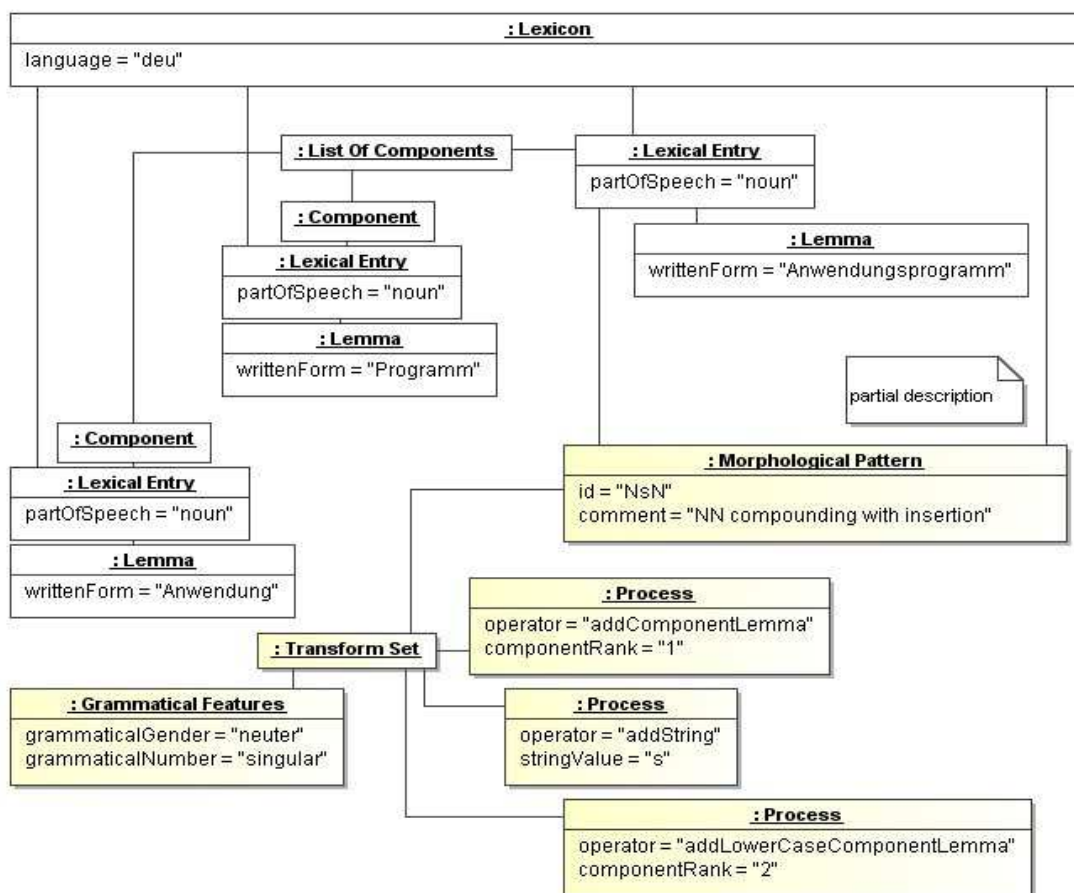 : Lexicon
language = "deu"
: List Of Components
: Lexical Entry
partOfSpeech = "noun"
: Component
: Lemma
writtenForm = "Anwendungsprogramm"
: Lexical Entry
partOfSpeech = "noun"
: Lemma
writtenForm = "Programm"
partial description
: Component
: Morphological Pattern
id = "NsN"
comment = "NN compounding with insertion"
: Lexical Entry
partOfSpeech = "noun"
: Lemma
writtenForm = "Anwendung"
: Process
operator = "addComponentLemma"
componentRank = "1"
: Transform Set
: Grammatical Features
grammaticalGender = "neuter"
grammaticalNumber = "singular"
: Process
operator = "addString"
stringValue = "s"
: Process
operator = "addLowerCaseComponentLemma"
componentRank = "2"